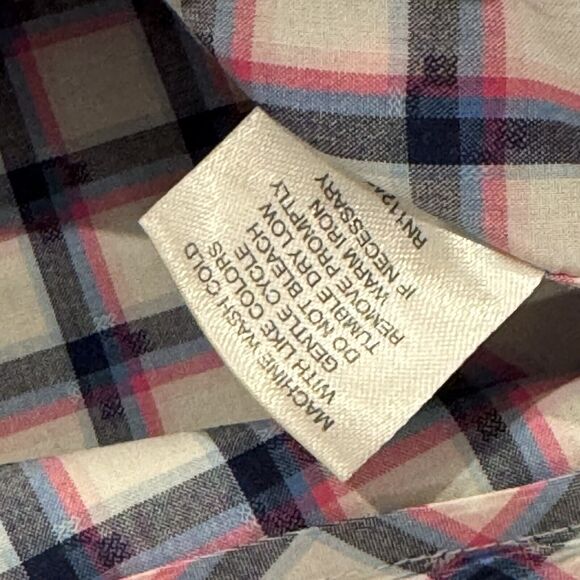 MACHINE WASH COLD
WITH LIKE COLORS
GENTLE CYCLE
DO NOT BLEACH
TUMBLE DRY LOW
REMOVE PROMPTLY
WARM IRON
IF NECESSARY